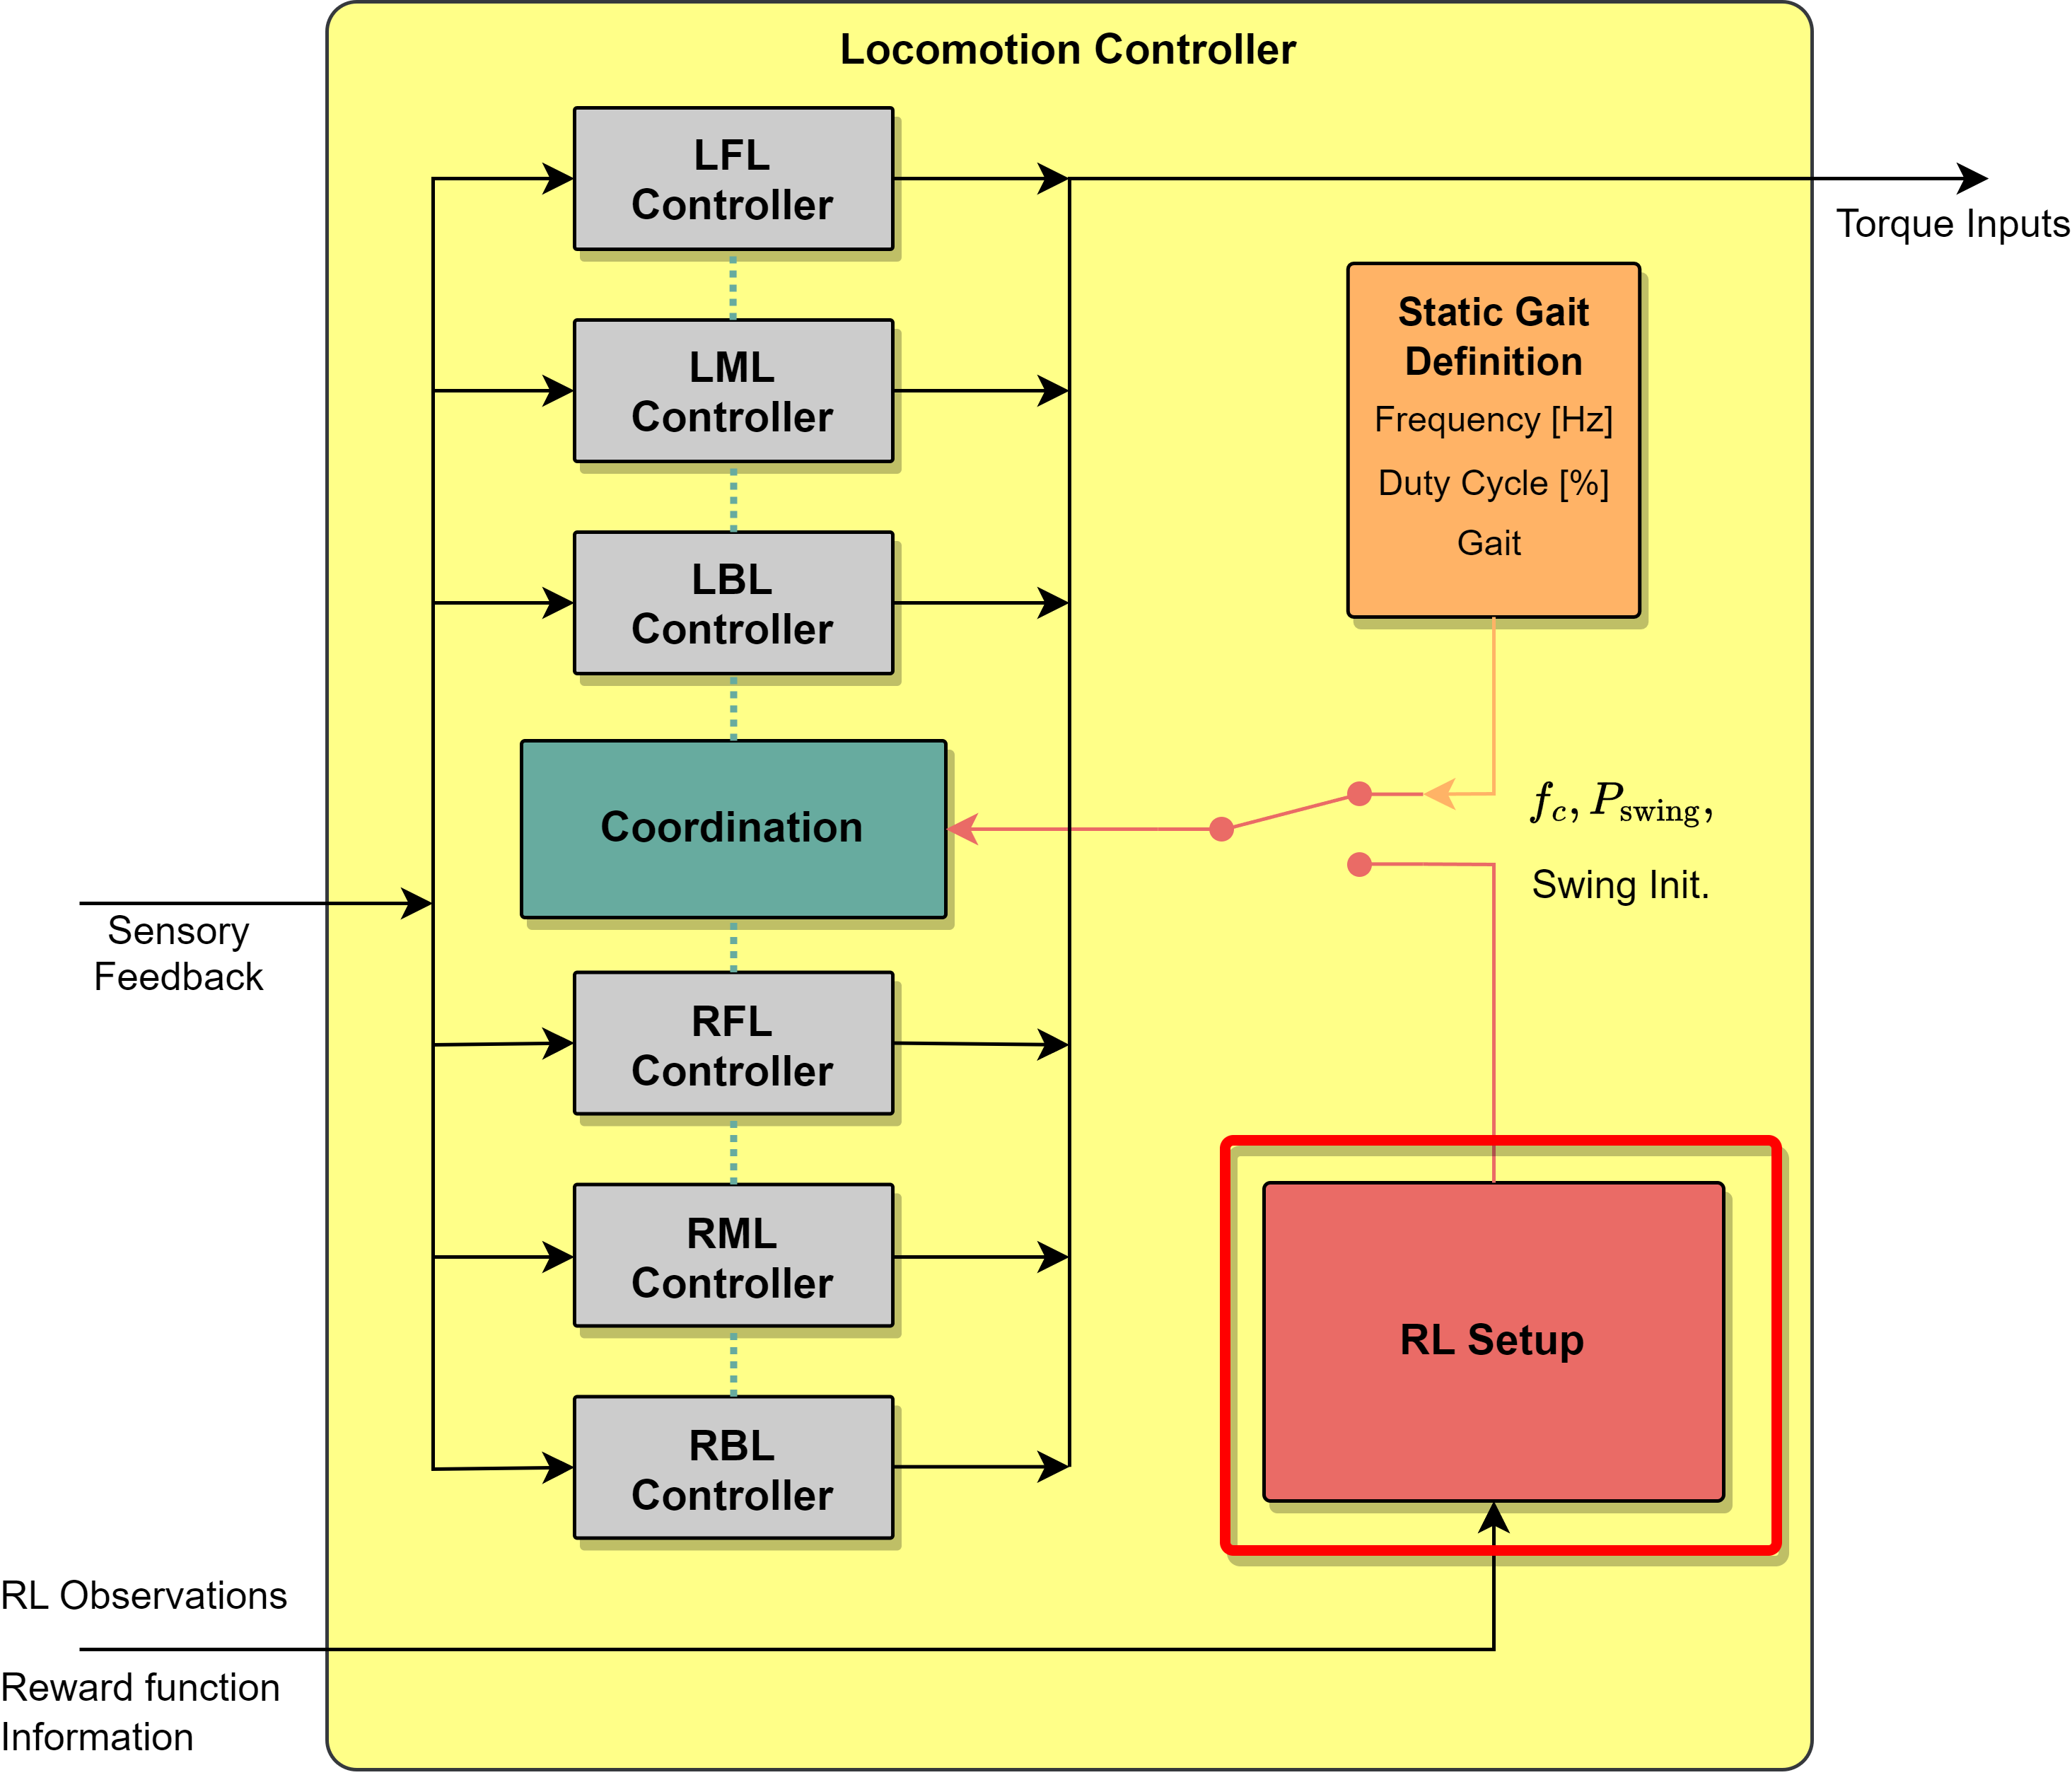 Locomotion Controller
LFL
Controller
Torque Inputs
LML
Controller
Static Gait
Definition
Frequency [Hz]
Duty Cycle [%]
Gait
LBL
Controller
Coordination
f_c, P_swing,
Swing Init.
Sensory
Feedback
RFL
Controller
RML
Controller
RL Setup
RBL
Controller
RL Observations
Reward function
Information